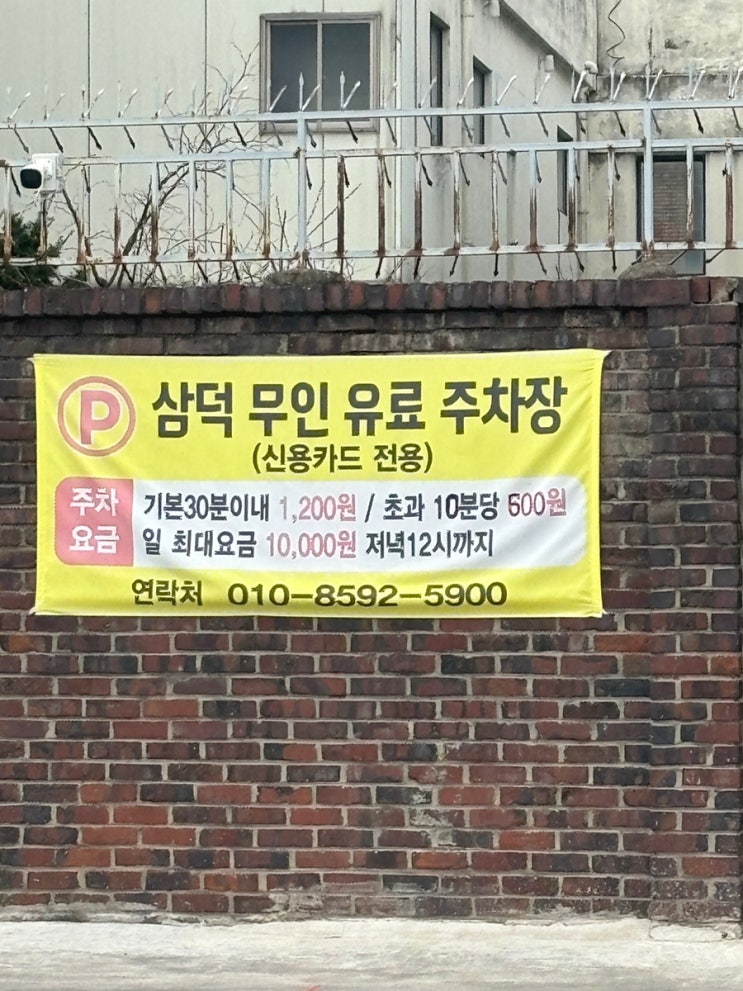 P 삼덕 무인 유료 주차장
(신용카드 전용)
주차 요금
기본30분이내 1,200원 / 초과 10분당 500원
일 최대요금 10,000원 저녁12시까지
연락처 010-8592-5900